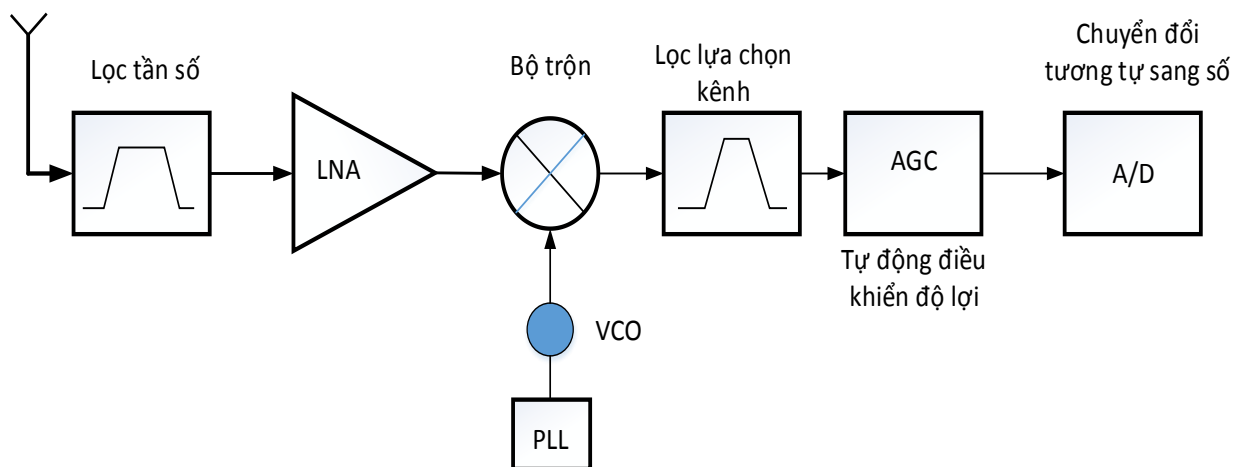 Lọc tần số
LNA
Bộ trộn
Lọc lựa chọn
kênh
AGC
Tự động điều
khiển độ lợi
Chuyển đổi
tương tự sang số
A/D
VCO
PLL